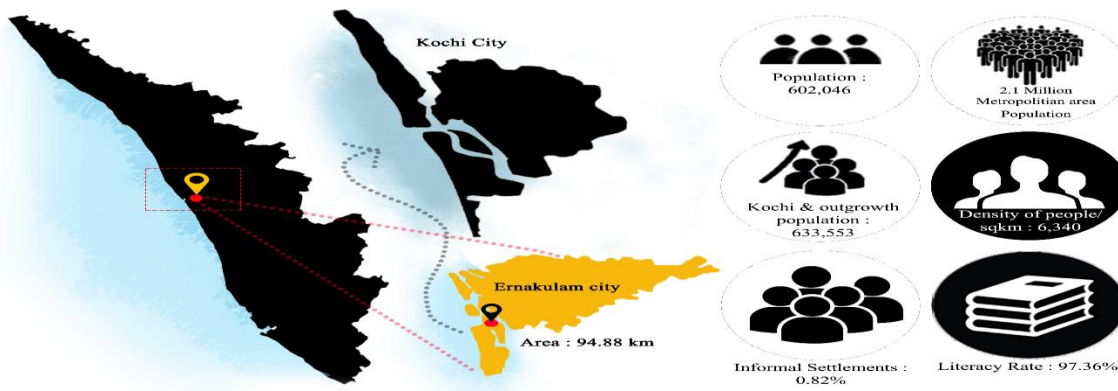 Kochi City
Ernakulam city
Area : 94.88 km
Population :
602,046
2.1 Million
Metropolitian area
Population
Kochi & outgrowth
population :
633,553
Density of people/
sqkm : 6,340
Informal Settlements :
0.82%
Literacy Rate : 97.36%